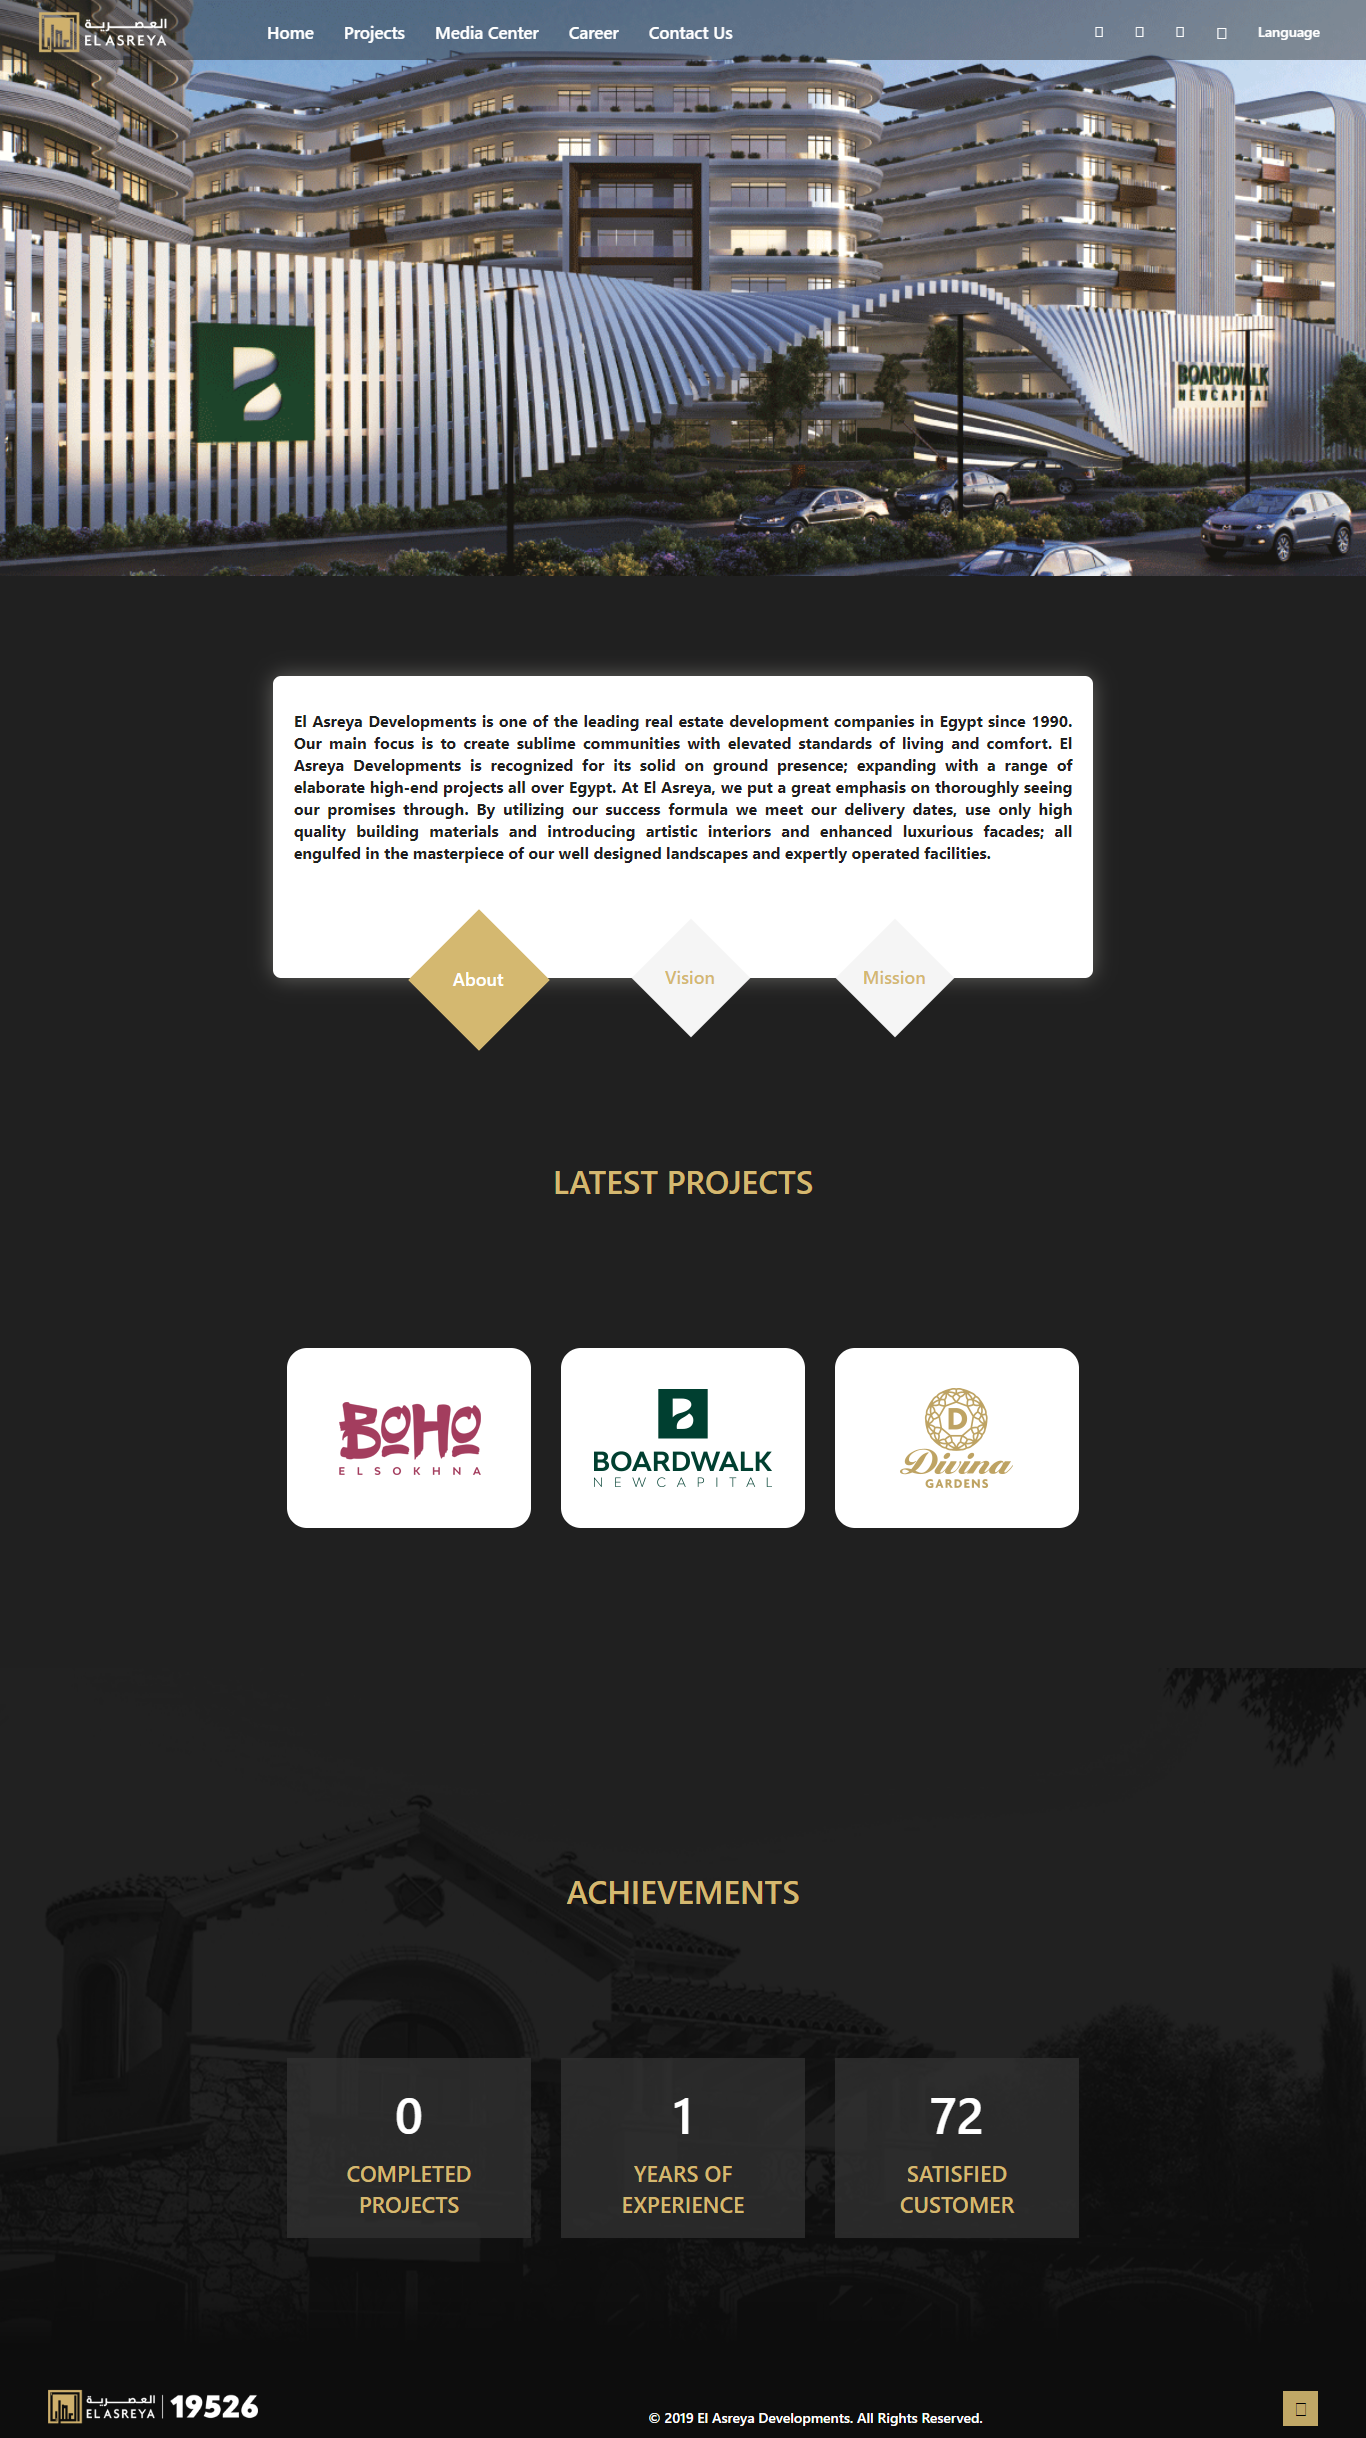 العصرية
EL ASREYA
Home Projects Media Center Career Contact Us Language
BOARDWALK
NEWCAPITAL
El Asreya Developments is one of the leading real estate development companies in Egypt since 1990.
Our main focus is to create sublime communities with elevated standards of living and comfort. El
Asreya Developments is recognized for its solid on ground presence; expanding with a range of
elaborate high-end projects all over Egypt. At El Asreya, we put a great emphasis on thoroughly seeing
our promises through. By utilizing our success formula we meet our delivery dates, use only high
quality building materials and introducing artistic interiors and enhanced luxurious facades; all
engulfed in the masterpiece of our well designed landscapes and expertly operated facilities.
About Vision Mission
LATEST PROJECTS
BOHO
ELSOKHNA
B
BOARDWALK
NEWCAPITAL
D
Divina
GARDENS
ACHIEVEMENTS
0
COMPLETED
PROJECTS
1
YEARS OF
EXPERIENCE
72
SATISFIED
CUSTOMER
العصرية
EL ASREYA
19526
© 2019 El Asreya Developments. All Rights Reserved.